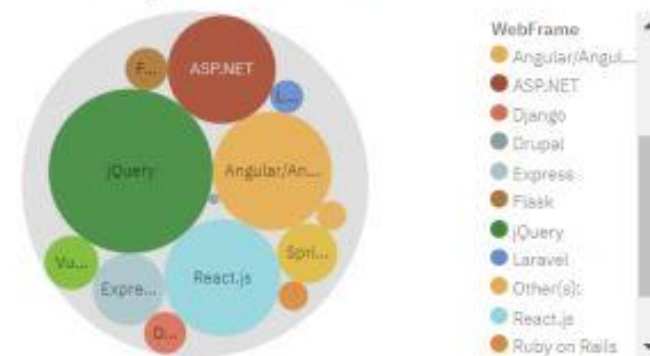 F...
ASP.NET
L...
jQuery
Angular/An...
Vu...
Spri...
Expre...
React.js
D...
WebFrame
Angular/Angul...
ASP.NET
Django
Drupal
Express
Flask
jQuery
Laravel
Other(s):
React.js
Ruby on Rails